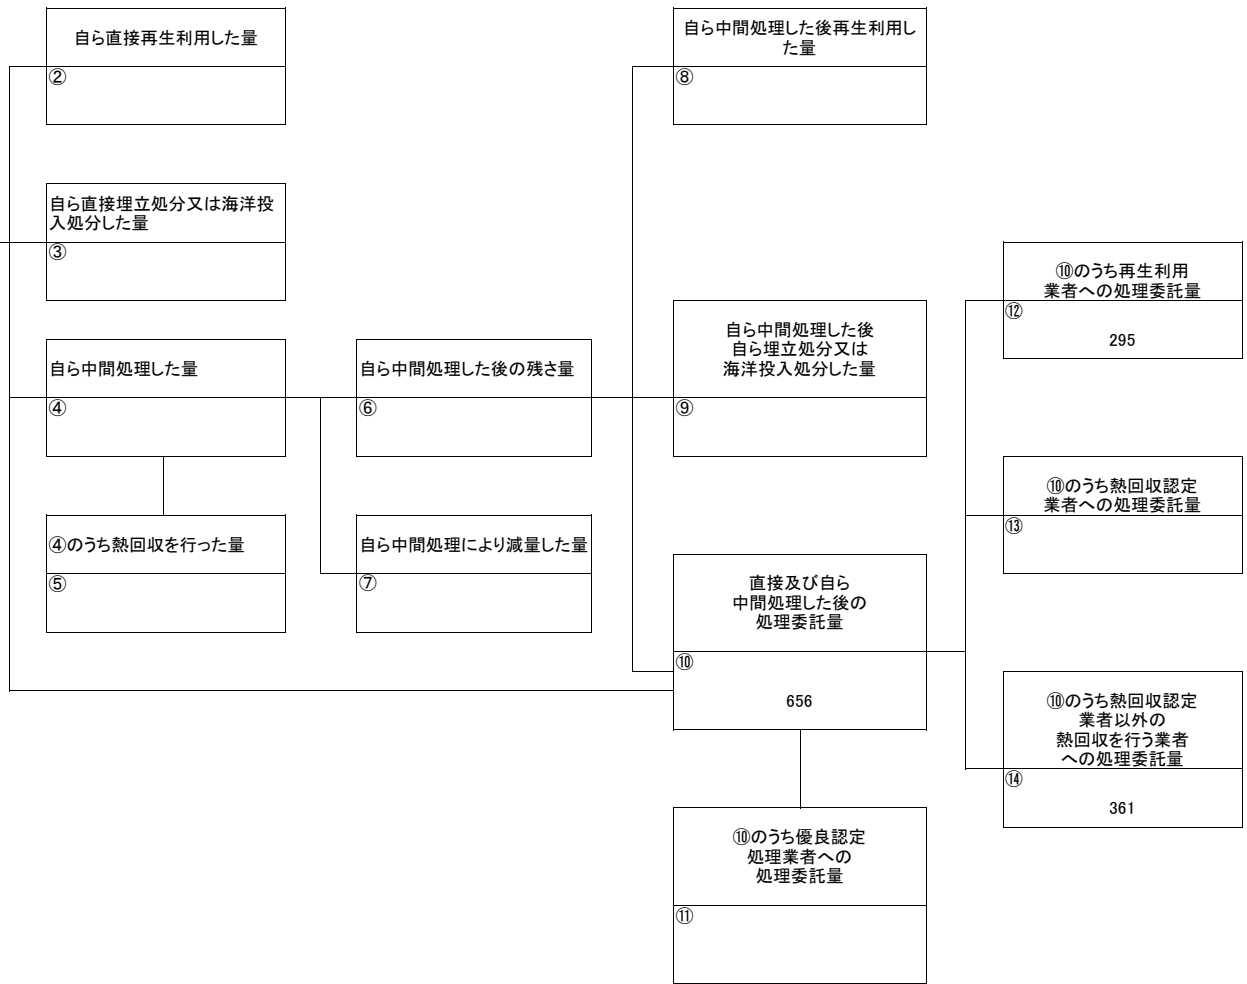 自ら直接再生利用した量
②
自ら直接埋立処分又は海洋投
入処分した量
③
自ら中間処理した量
④
④のうち熱回収を行った量
⑤
自ら中間処理した後の残さ量
⑥
自ら中間処理により減量した量
⑦
自ら中間処理した後再生利用し
た量
⑧
自ら中間処理した後
自ら埋立処分又は
海洋投入処分した量
⑨
直接及び自ら
中間処理した後の
処理委託量
⑩
656
⑩のうち優良認定
処理業者への
処理委託量
⑪
⑩のうち再生利用
業者への処理委託量
⑫
295
⑩のうち熱回収認定
業者への処理委託量
⑬
⑩のうち熱回収認定
業者以外の
熱回収を行う業者
への処理委託量
⑭
361